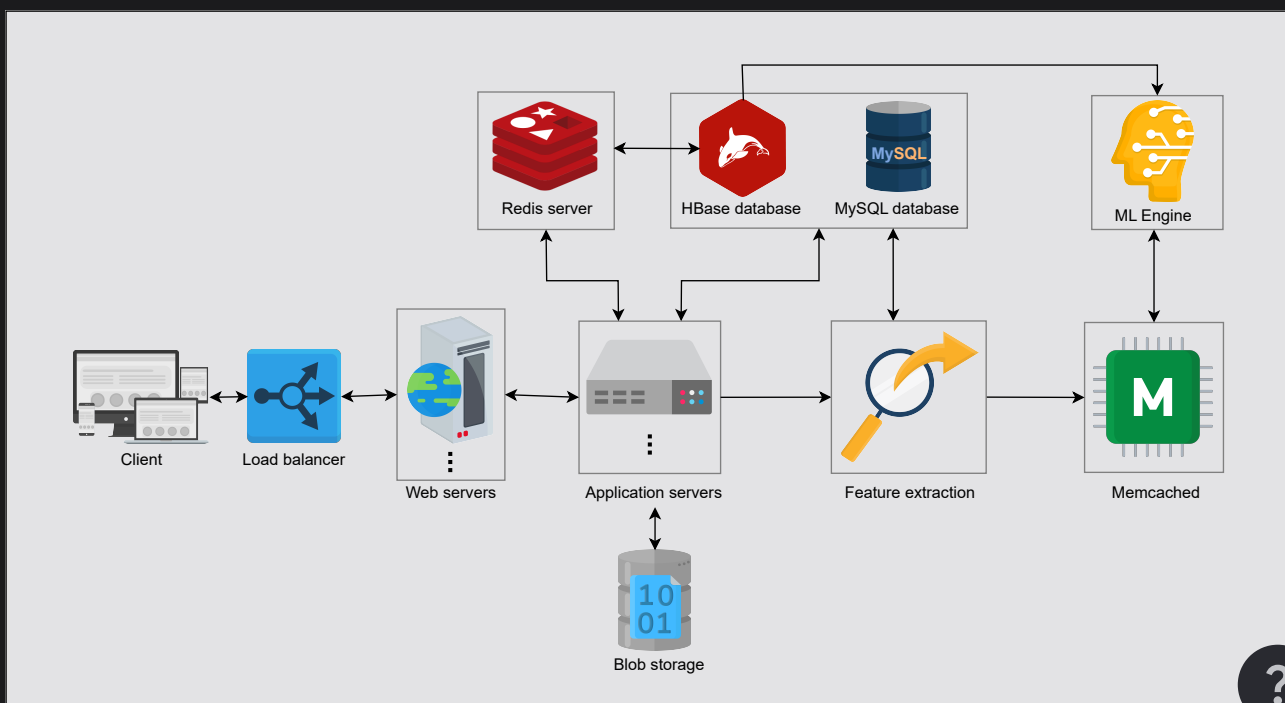 MySQL
Redis server
HBase database
MySQL database
ML Engine
M
Client
Load balancer
Web servers
Application servers
Feature extraction
Memcached
10
01
Blob storage
?